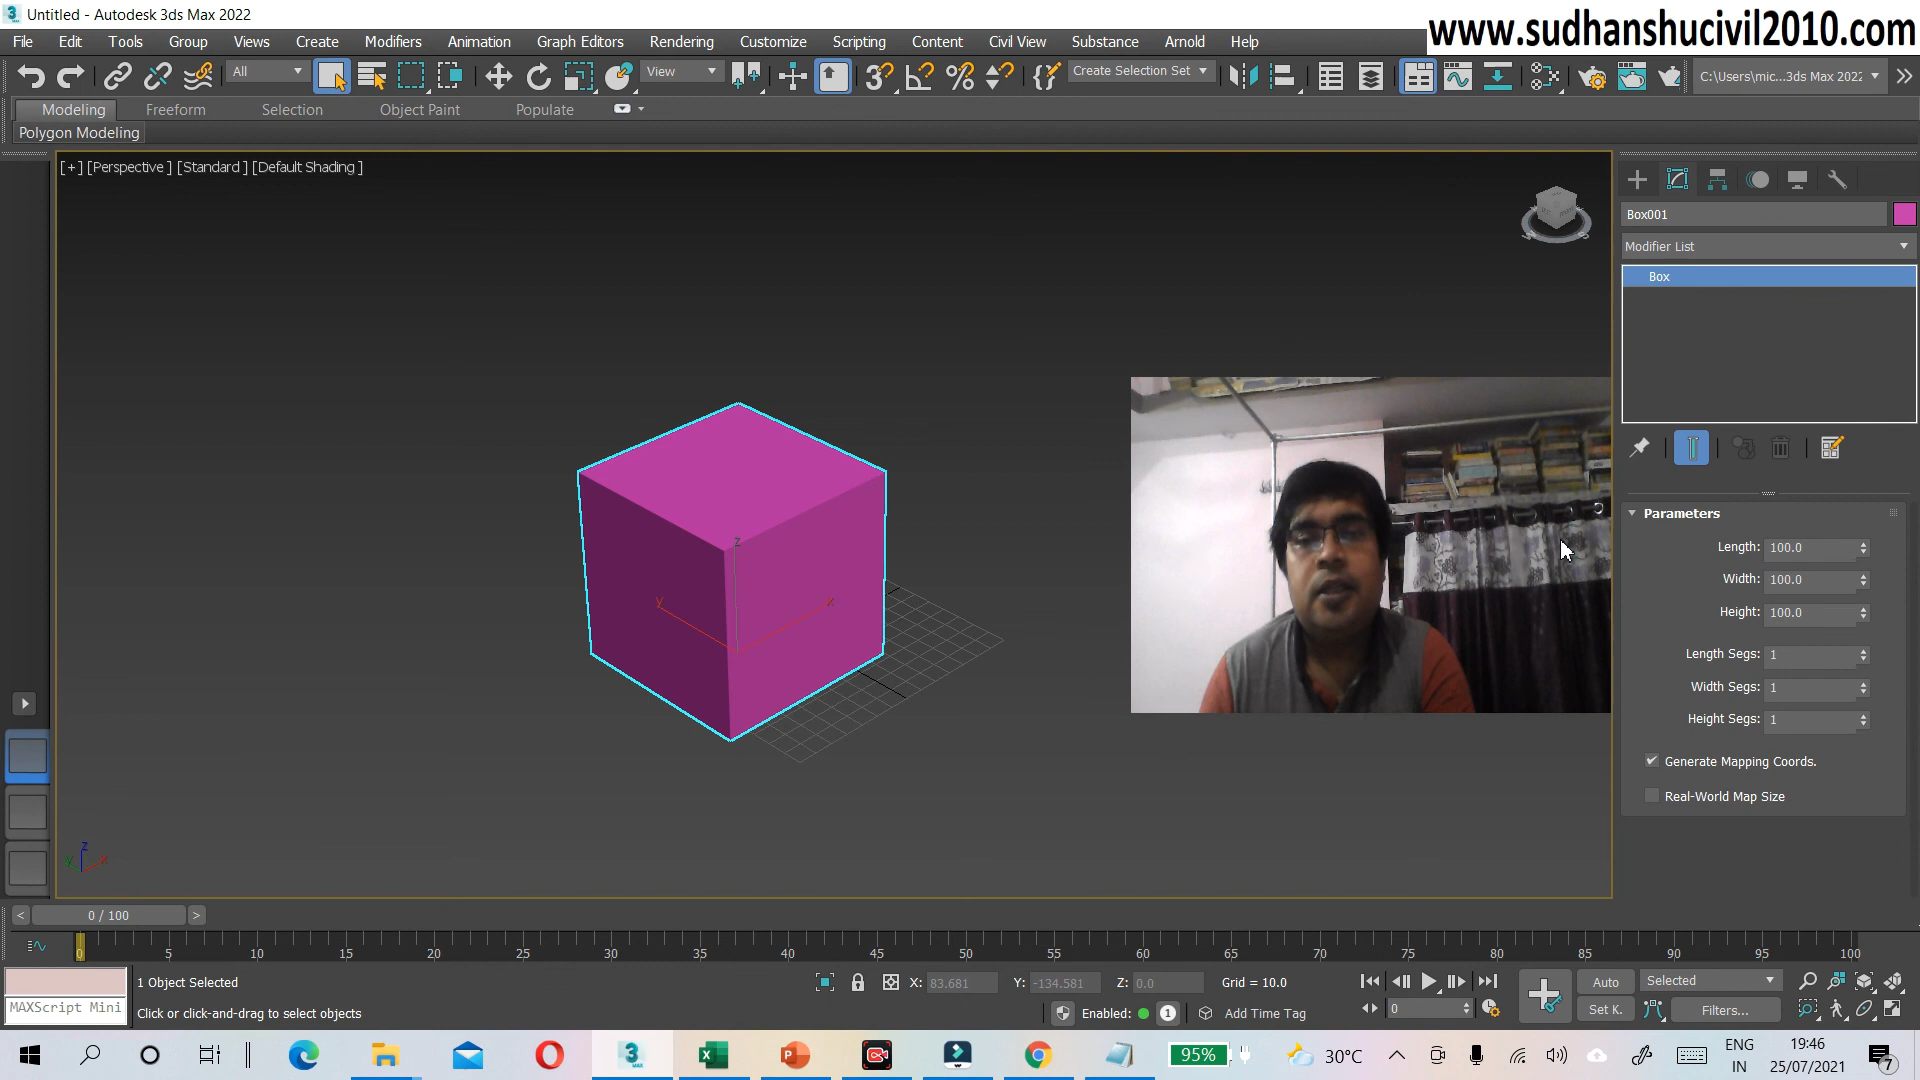 Untitled - Autodesk 3ds Max 2022
www.sudhanshucivil2010.com
File Edit Tools Group Views Create Modifiers Animation Graph Editors Rendering Customize Scripting Content Civil View Substance Arnold Help
All View Create Selection Set C:\Users\mic...3ds Max 2022
Modeling Freeform Selection Object Paint Populate
Polygon Modeling
[+] [Perspective ] [Standard ] [Default Shading ]
Box001
Modifier List
Box
Parameters
Length: 100.0
Width: 100.0
Height: 100.0
Length Segs: 1
Width Segs: 1
Height Segs: 1
Generate Mapping Coords.
Real-World Map Size
z
y x
z
y x
< 0 / 100 >
0 5 10 15 20 25 30 35 40 45 50 55 60 65 70 75 80 85 90 95 100
1 Object Selected X: 83.681 Y: -134.581 Z: 0.0 Grid = 10.0 Auto Selected
MAXScript Mini Click or click-and-drag to select objects Enabled: 1 Add Time Tag 0 Set K. Filters...
95% 30°C ENG 19:46
IN 25/07/2021 7